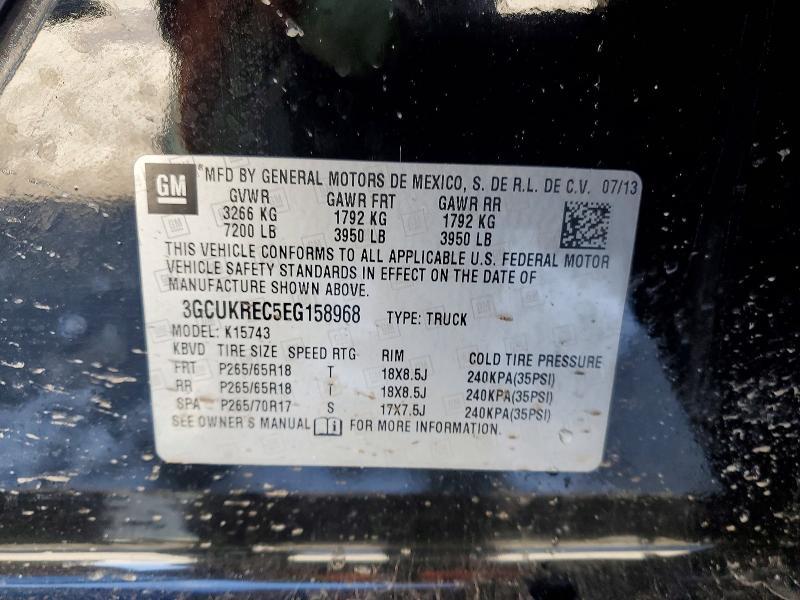 GM
*MFD BY GENERAL MOTORS DE MEXICO, S. DE R.L. DE C.V. 07/13
GVWR GAWR FRT GAWR RR
3266 KG 1792 KG 1792 KG
7200 LB 3950 LB 3950 LB
THIS VEHICLE CONFORMS TO ALL APPLICABLE U.S. FEDERAL MOTOR
VEHICLE SAFETY STANDARDS IN EFFECT ON THE DATE OF
MANUFACTURE SHOWN ABOVE.
3GCUKREC5EG158968 TYPE: TRUCK
MODEL: K15743
KBVD TIRE SIZE SPEED RTG RIM COLD TIRE PRESSURE
FRT P265/65R18 T 18X8.5J 240KPA(35PSI)
RR P265/65R18 T 18X8.5J 240KPA(35PSI)
SPA P265/70R17 S 17X7.5J 240KPA(35PSI)
SEE OWNER'S MANUAL FOR MORE INFORMATION.